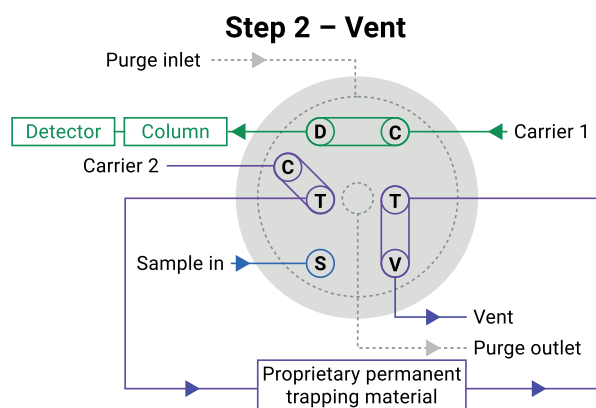 Step 2 – Vent
Purge inlet
Detector
Column
D
C
Carrier 1
Carrier 2
C
T
T
Sample in
S
V
Vent
Purge outlet
Proprietary permanent
trapping material